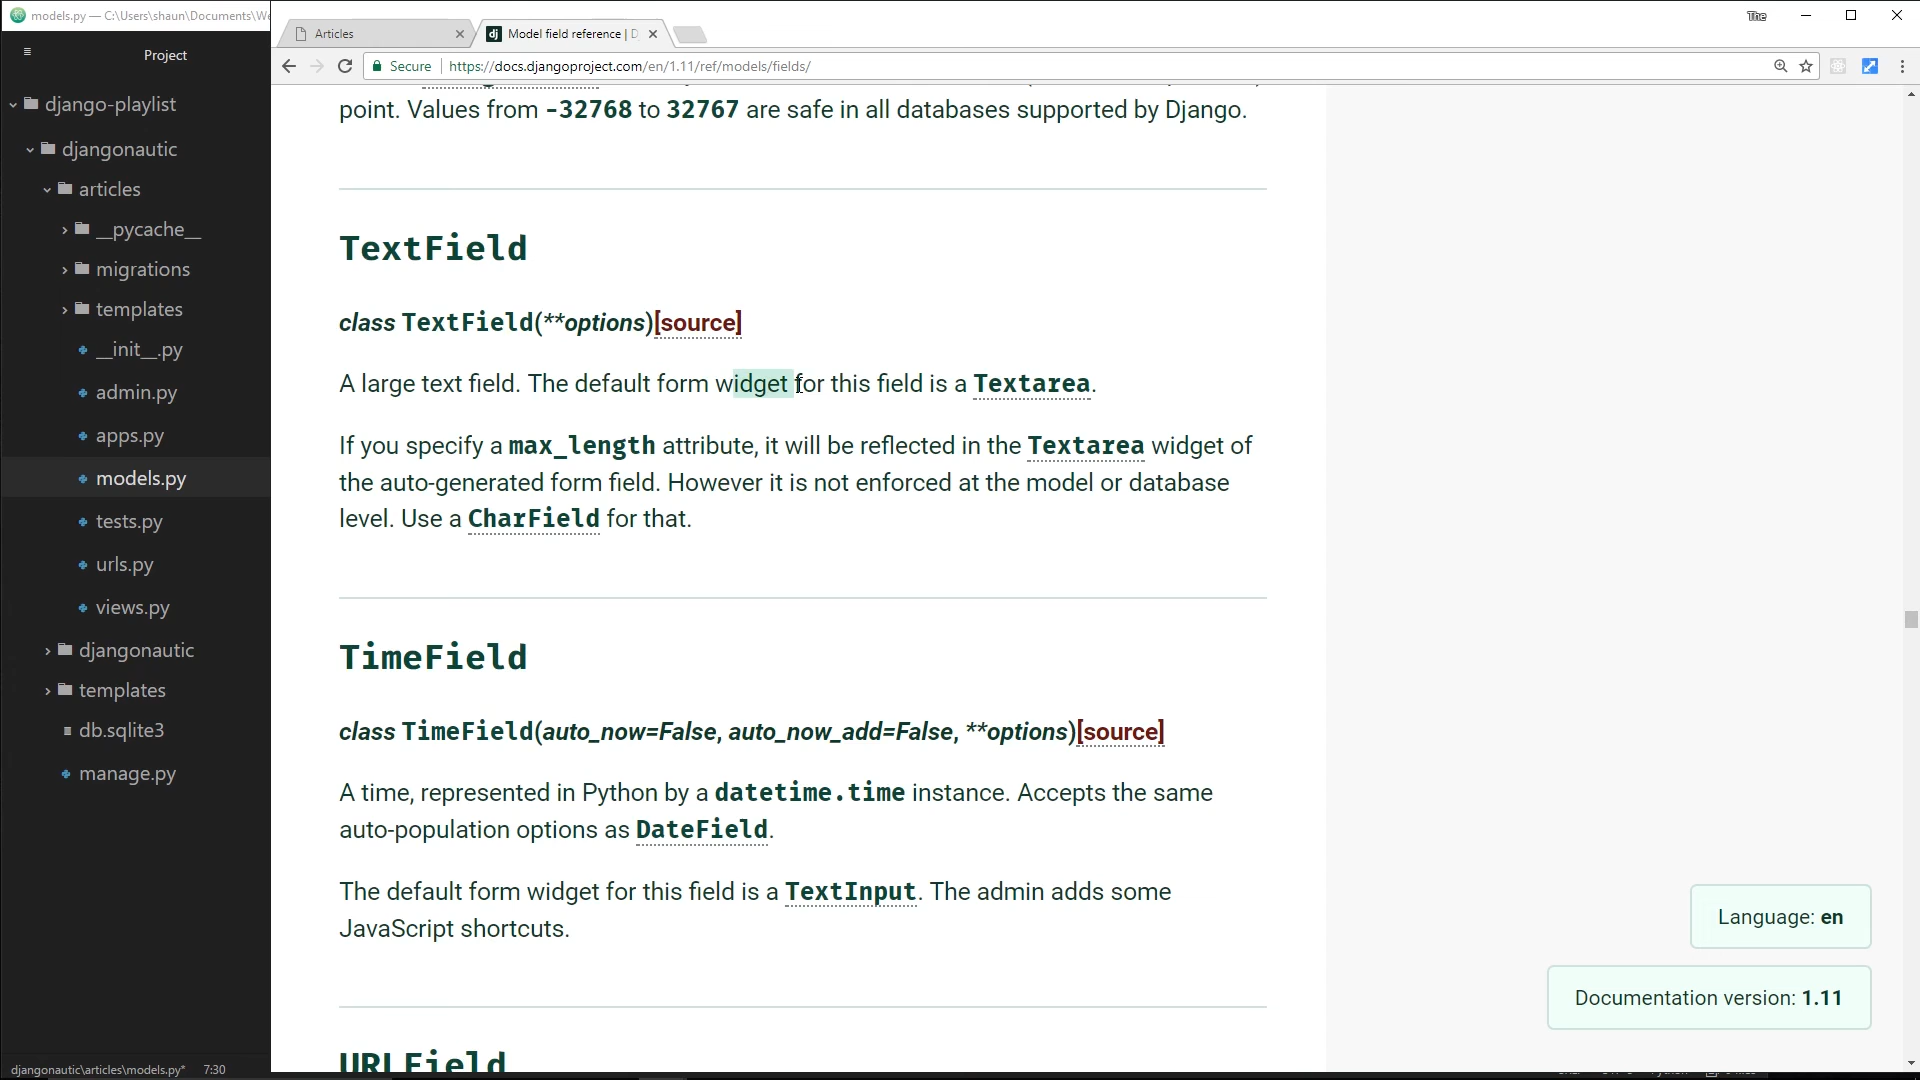 models.py — C:\Users\shaun\Documents\We
Project
django-playlist
djangonautic
articles
__pycache__
migrations
templates
__init__.py
admin.py
apps.py
models.py
tests.py
urls.py
views.py
djangonautic
templates
db.sqlite3
manage.py
djangonautic\articles\models.py* 7:30
Articles
Model field reference | D
The
Secure https://docs.djangoproject.com/en/1.11/ref/models/fields/
point. Values from -32768 to 32767 are safe in all databases supported by Django.
TextField
class TextField(**options)[source]
A large text field. The default form widget for this field is a Textarea.
If you specify a max_length attribute, it will be reflected in the Textarea widget of
the auto-generated form field. However it is not enforced at the model or database
level. Use a CharField for that.
TimeField
class TimeField(auto_now=False, auto_now_add=False, **options)[source]
A time, represented in Python by a datetime.time instance. Accepts the same
auto-population options as DateField.
The default form widget for this field is a TextInput. The admin adds some
JavaScript shortcuts.
URLField
Language: en
Documentation version: 1.11